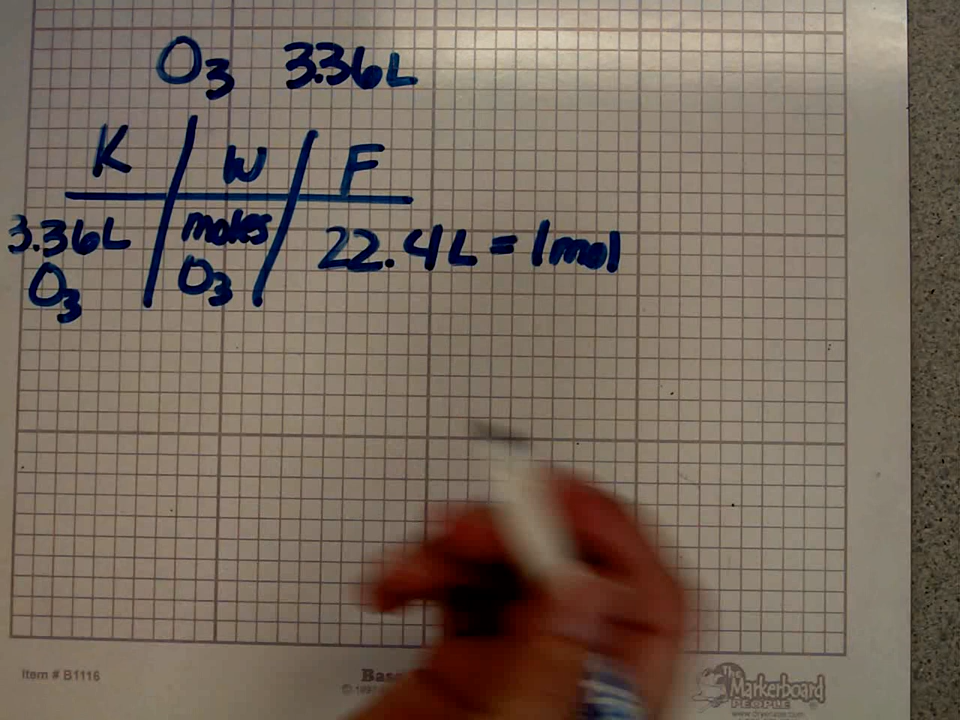 O₃ 3.36L
K W F
3.36L moles 22.4L = 1mol
O₃ O₃
Item # B1116
The
Markerboard
PEOPLE